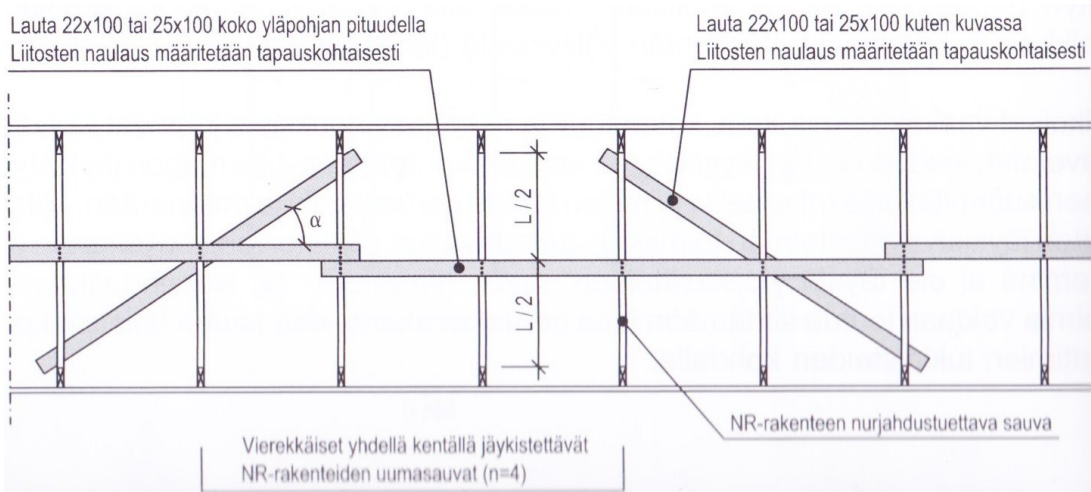 Lauta 22x100 tai 25x100 koko yläpohjan pituudella
Liitosten naulaus määritetään tapauskohtaisesti
Lauta 22x100 tai 25x100 kuten kuvassa
Liitosten naulaus määritetään tapauskohtaisesti
α
L/2
L/2
NR-rakenteen nurjahdustuettava sauva
Vierekkäiset yhdellä kentällä jäykistettävät
NR-rakenteiden uumasauvat (n=4)